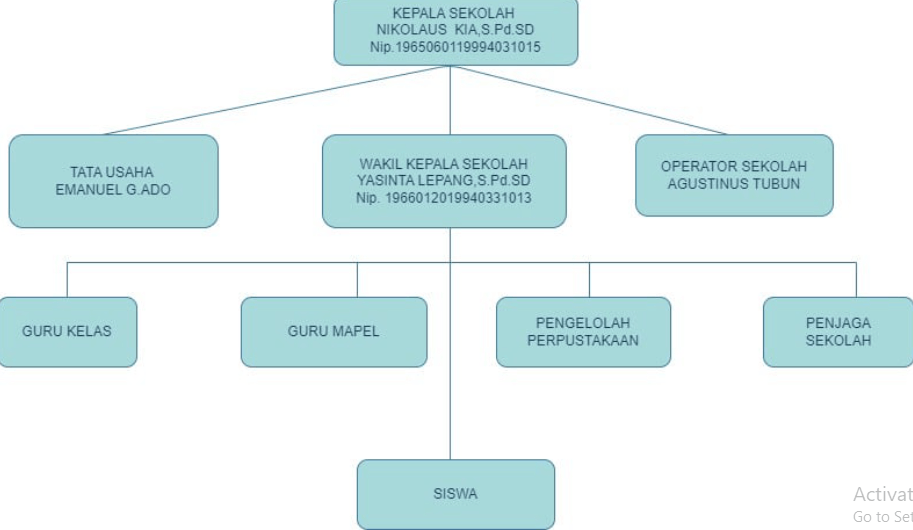 KEPALA SEKOLAH
NIKOLAUS KIA,S.Pd.SD
Nip.1965060119994031015
TATA USAHA
EMANUEL G.ADO
WAKIL KEPALA SEKOLAH
YASINTA LEPANG,S.Pd.SD
Nip. 1966012019940331013
OPERATOR SEKOLAH
AGUSTINUS TUBUN
GURU KELAS
GURU MAPEL
PENGELOLAH
PERPUSTAKAAN
PENJAGA
SEKOLAH
SISWA
Activat
Go to Set